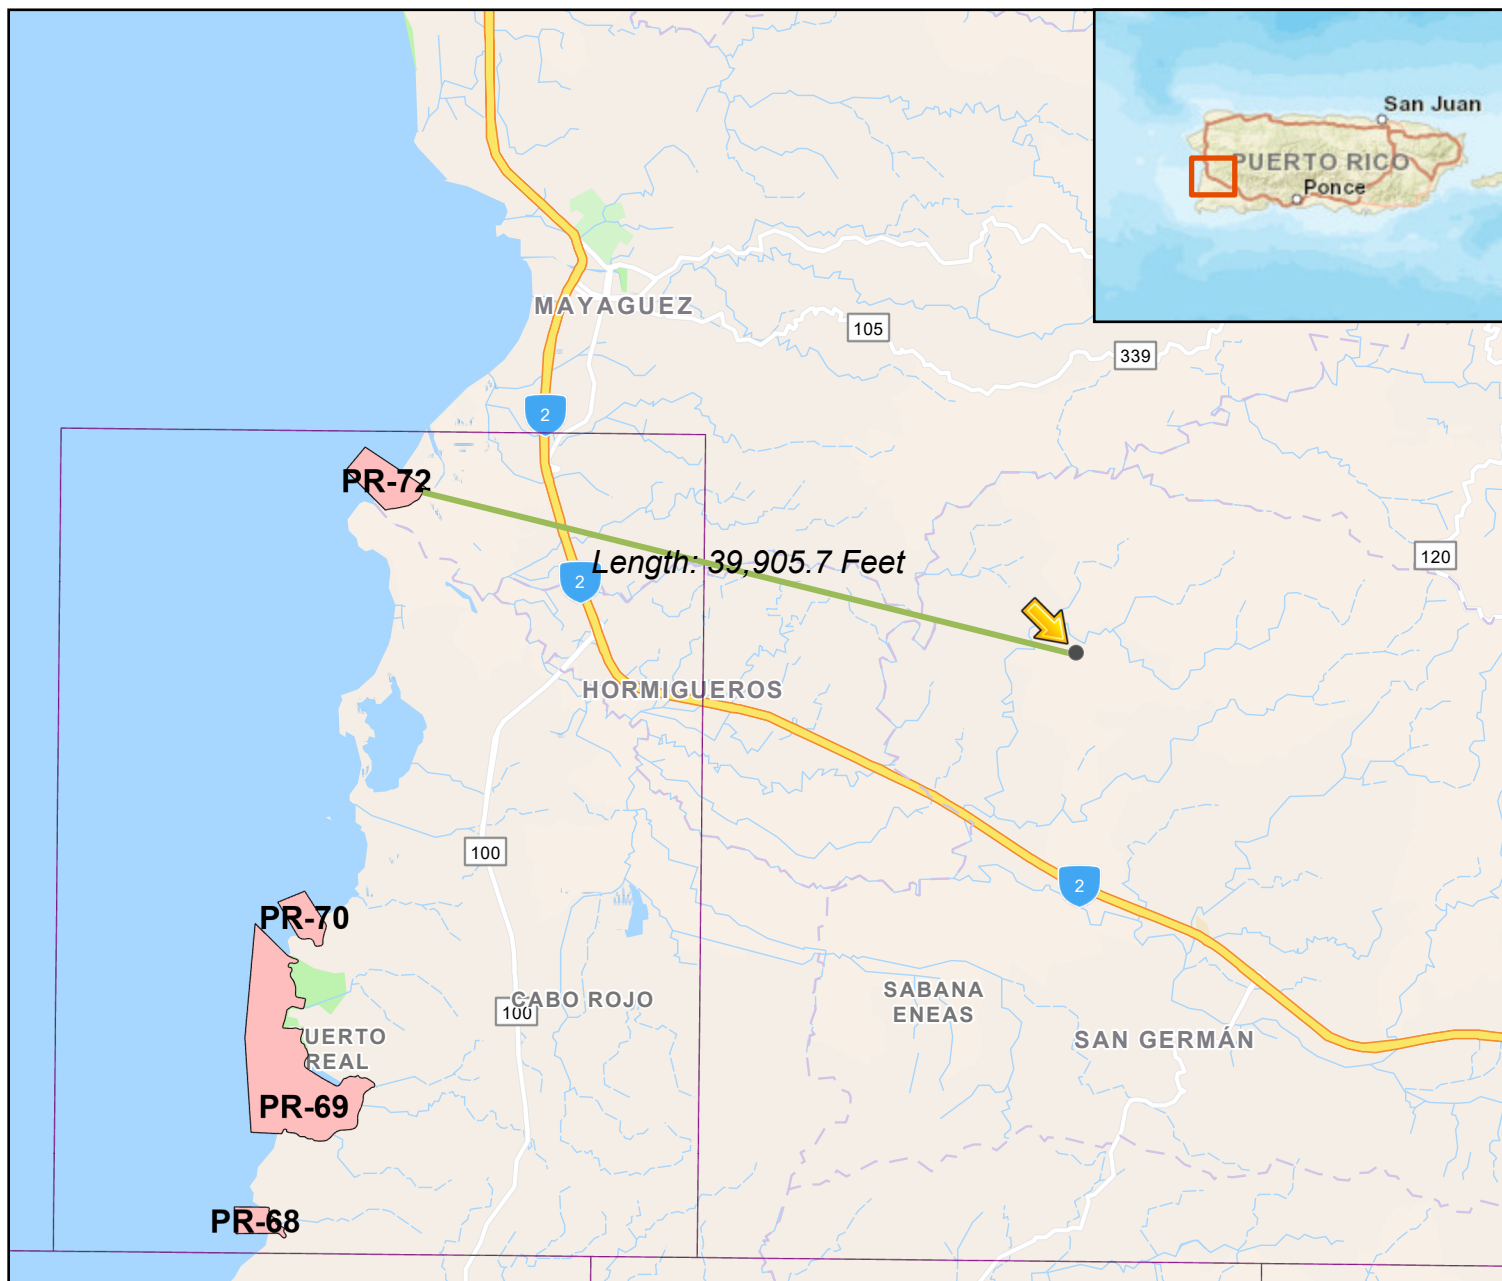 San Juan
PUERTO RICO
Ponce
MAYAGUEZ
105
339
2
PR-72
120
Length: 39,905.7 Feet
2
HORMIGUEROS
100
2
PR-70
SABANA
ENEAS
CABO ROJO
100
UERTO
REAL
SAN GERMÁN
PR-69
PR-68